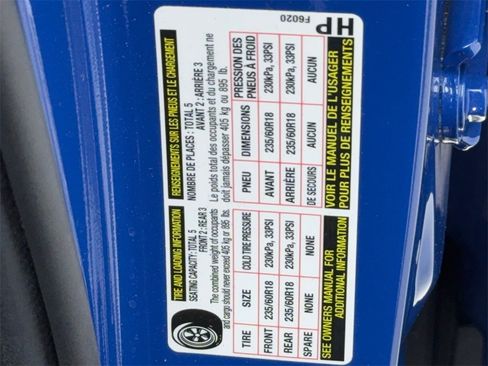 TIRE AND LOADING INFORMATION
SEATING CAPACITY: TOTAL 5
FRONT 2 : REAR 3
The combined weight of occupants
and cargo should never exceed 405 kg or 895 lbs.
TIRE SIZE COLD TIRE PRESSURE
FRONT 235/60R18 230kPa, 33PSI
REAR 235/60R18 230kPa, 33PSI
SPARE NONE NONE
SEE OWNERS MANUAL FOR
ADDITIONAL INFORMATION
RENSEIGNEMENTS SUR LES PNEUS ET LE CHARGEMENT
NOMBRE DE PLACES : TOTAL 5
AVANT 2 : ARRIÈRE 3
Le poids total des occupants et du chargement ne
doit jamais dépasser 405 kg ou 895 lb.
PNEU DIMENSIONS PRESSION DES
PNEUS À FROID
AVANT 235/60R18 230kPa, 33PSI
ARRIÈRE 235/60R18 230kPa, 33PSI
DE SECOURS AUCUN AUCUN
VOIR LE MANUEL DE L'USAGER
POUR PLUS DE RENSEIGNEMENTS
F6020
HP